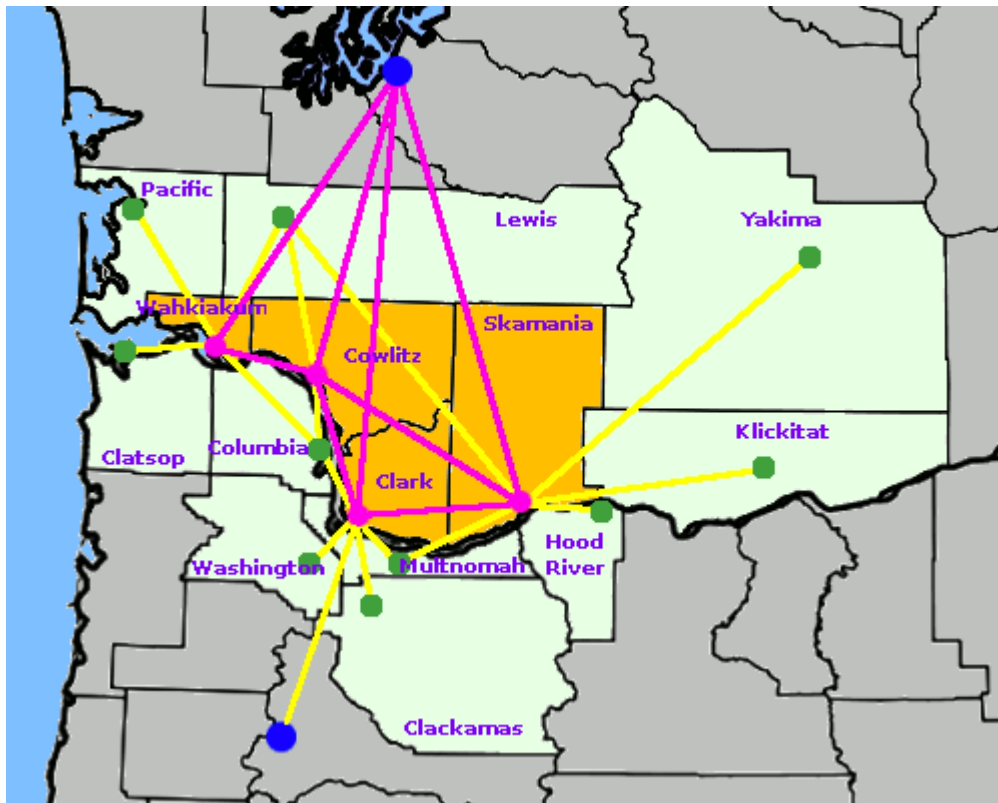 Pacific
Lewis
Yakima
Wahkiakum
Skamania
Cowlitz
Klickitat
Columbia
Clatsop
Clark
Hood
River
Washington
Multnomah
Clackamas